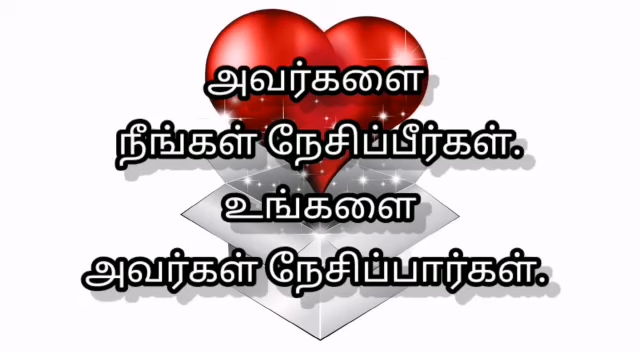 அவர்களை
நீங்கள் நேசிப்பீர்கள்.
உங்களை
அவர்கள் நேசிப்பார்கள்.